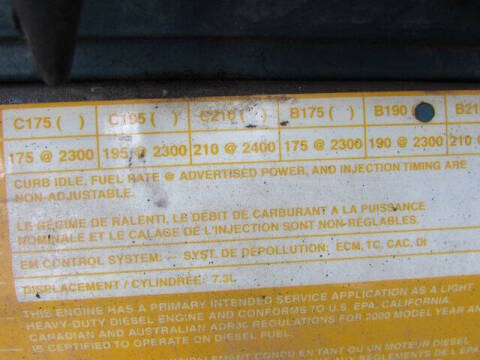 C175 ( ) C195 ( ) C210 ( ) B175 ( ) B190 B21
175 @ 2300 195 @ 2300 210 @ 2400 175 @ 2300 190 @ 2300 210
CURB IDLE, FUEL RATE @ ADVERTISED POWER, AND INJECTION TIMING ARE
NON-ADJUSTABLE.
LE RÉGIME DE RALENTI, LE DÉBIT DE CARBURANT A LA PUISSANCE
NOMINALE ET LE CALAGE DE L'INJECTION SONT NON-RÉGLABLES.
EM CONTROL SYSTEM: — SYST. DE DÉPOLLUTION: ECM, TC, CAC, DI
DISPLACEMENT / CYLINDRÉE: 7.3L
THIS ENGINE HAS A PRIMARY INTENDED SERVICE APPLICATION AS A LIGHT-
HEAVY-DUTY DIESEL ENGINE AND CONFORMS TO U.S. EPA, CALIFORNIA,
CANADIAN AND AUSTRALIAN ADR30 REGULATIONS FOR 2000 MODEL YEAR AN
IS CERTIFIED TO OPERATE ON DIESEL FUEL.
UN MOTEUR DIESEL